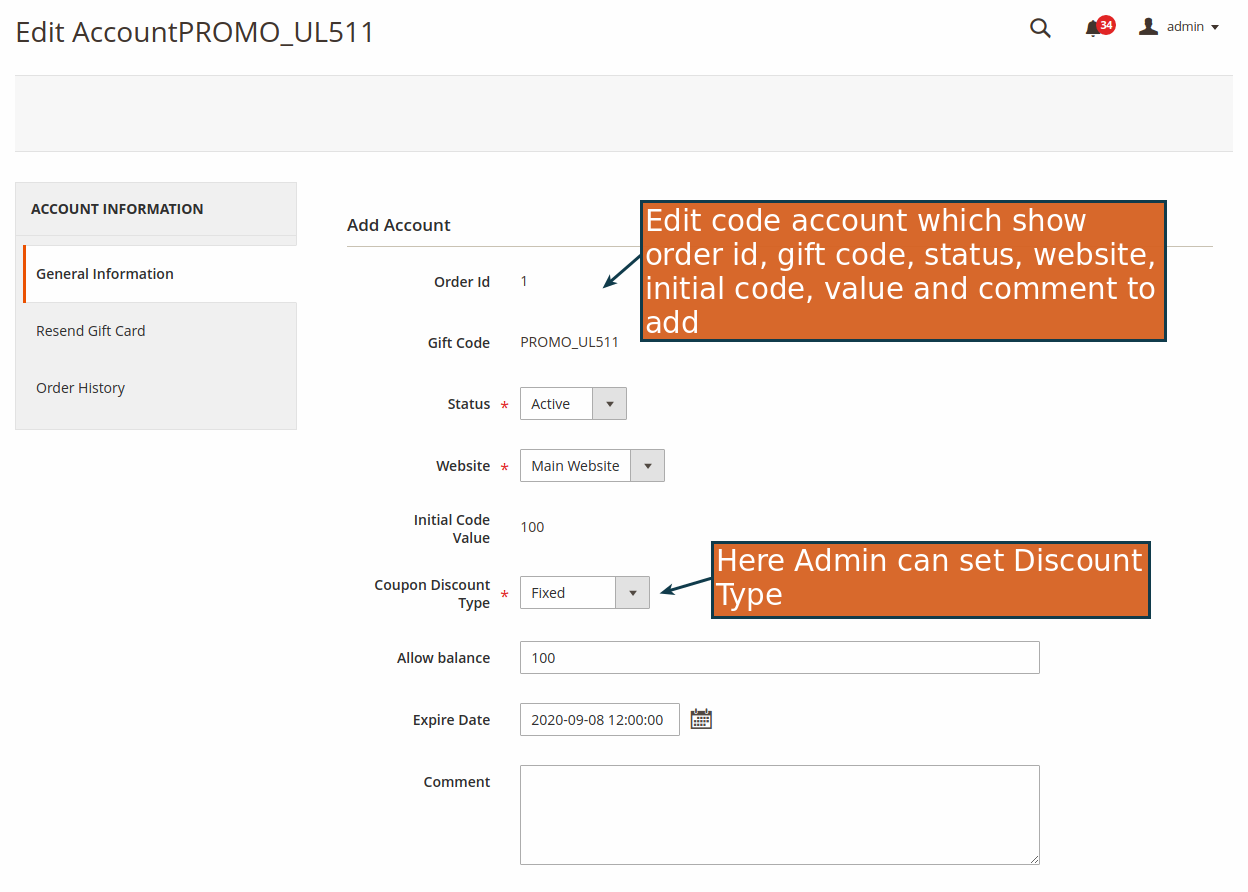 Edit AccountPROMO_UL511
34
admin
ACCOUNT INFORMATION
General Information
Resend Gift Card
Order History
Add Account
Edit code account which show
order id, gift code, status, website,
initial code, value and comment to
add
Order Id 1
Gift Code PROMO_UL511
Status * Active
Website * Main Website
Initial Code
Value
100
Coupon Discount
Type
* Fixed
Here Admin can set Discount
Type
Allow balance 100
Expire Date 2020-09-08 12:00:00
Comment